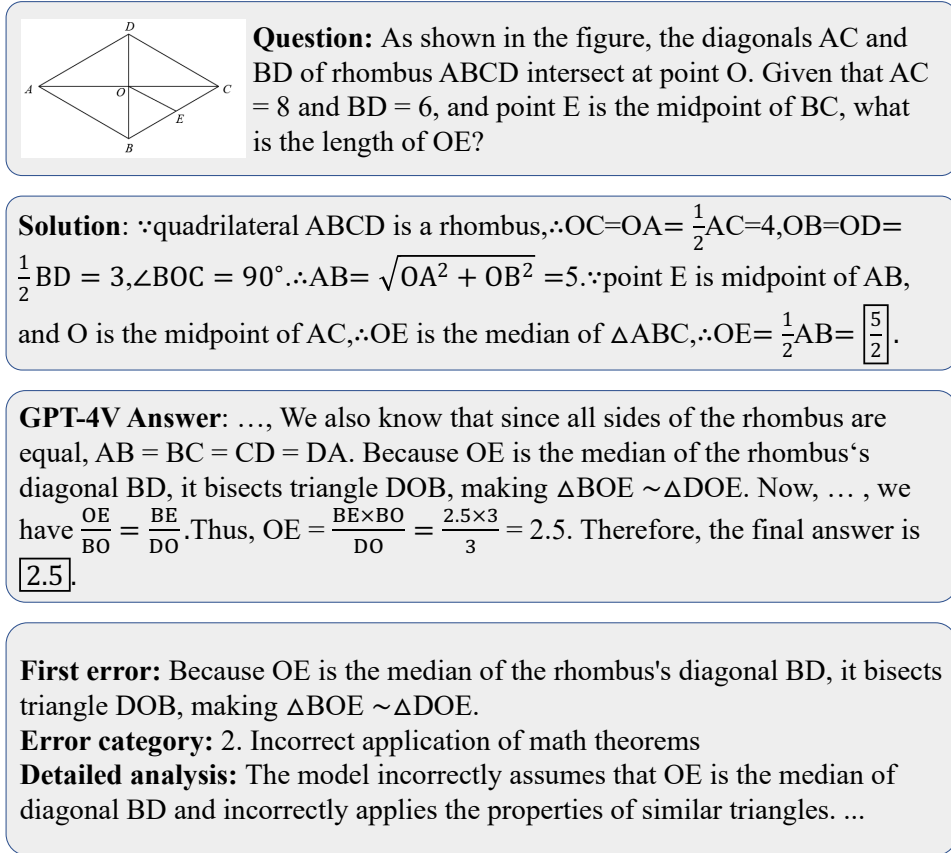 D
A
O
C
E
B
Question: As shown in the figure, the diagonals AC and
BD of rhombus ABCD intersect at point O. Given that AC
= 8 and BD = 6, and point E is the midpoint of BC, what
is the length of OE?
Solution: ∵quadrilateral ABCD is a rhombus,∴OC=OA= 1/2 AC=4,OB=OD=
1/2 BD = 3,∠BOC = 90°.∴AB= √(OA² + OB²) =5.∵point E is midpoint of AB,
and O is the midpoint of AC,∴OE is the median of △ABC,∴OE= 1/2 AB= 5/2 .
GPT-4V Answer: …, We also know that since all sides of the rhombus are
equal, AB = BC = CD = DA. Because OE is the median of the rhombus‘s
diagonal BD, it bisects triangle DOB, making △BOE ∼△DOE. Now, … , we
have OE/BO = BE/DO .Thus, OE = BE×BO/DO = 2.5×3/3 = 2.5. Therefore, the final answer is
2.5.
First error: Because OE is the median of the rhombus's diagonal BD, it bisects
triangle DOB, making △BOE ∼△DOE.
Error category: 2. Incorrect application of math theorems
Detailed analysis: The model incorrectly assumes that OE is the median of
diagonal BD and incorrectly applies the properties of similar triangles. ...